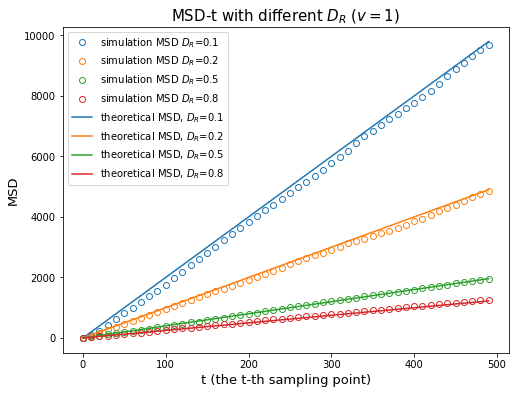 MSD-t with different $D_R$ ($v = 1$)
MSD
10000
8000
6000
4000
2000
0
simulation MSD $D_R$=0.1
simulation MSD $D_R$=0.2
simulation MSD $D_R$=0.5
simulation MSD $D_R$=0.8
theoretical MSD, $D_R$=0.1
theoretical MSD, $D_R$=0.2
theoretical MSD, $D_R$=0.5
theoretical MSD, $D_R$=0.8
0 100 200 300 400 500
t (the t-th sampling point)